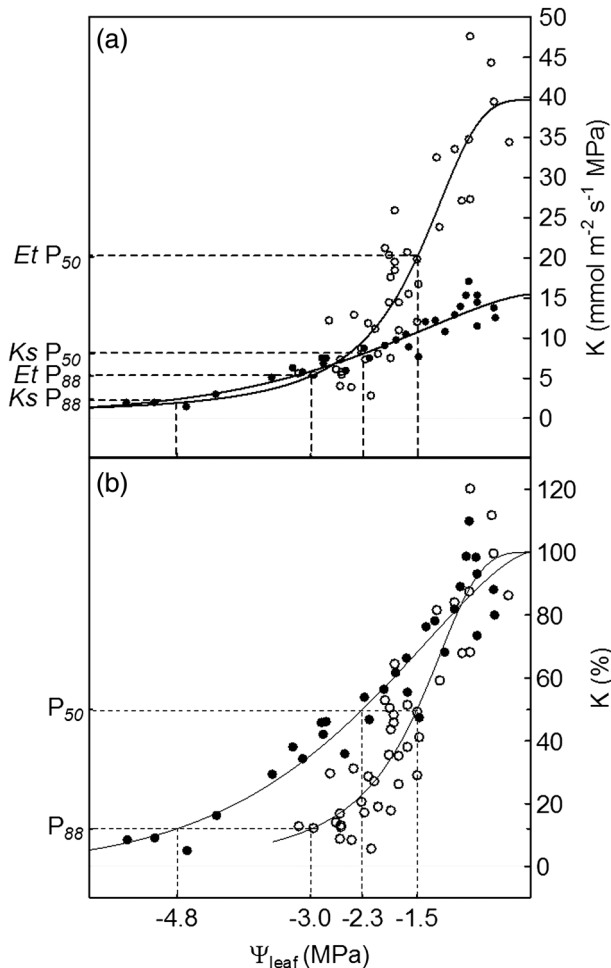 (a)
50
45
40
35
30
25
20
15
10
5
0
K (mmol m-2 s-1 MPa)
Et P50
Ks P50
Et P88
Ks P88
(b)
120
100
80
60
40
20
0
K (%)
P50
P88
-4.8 -3.0 -2.3 -1.5
Ψleaf (MPa)